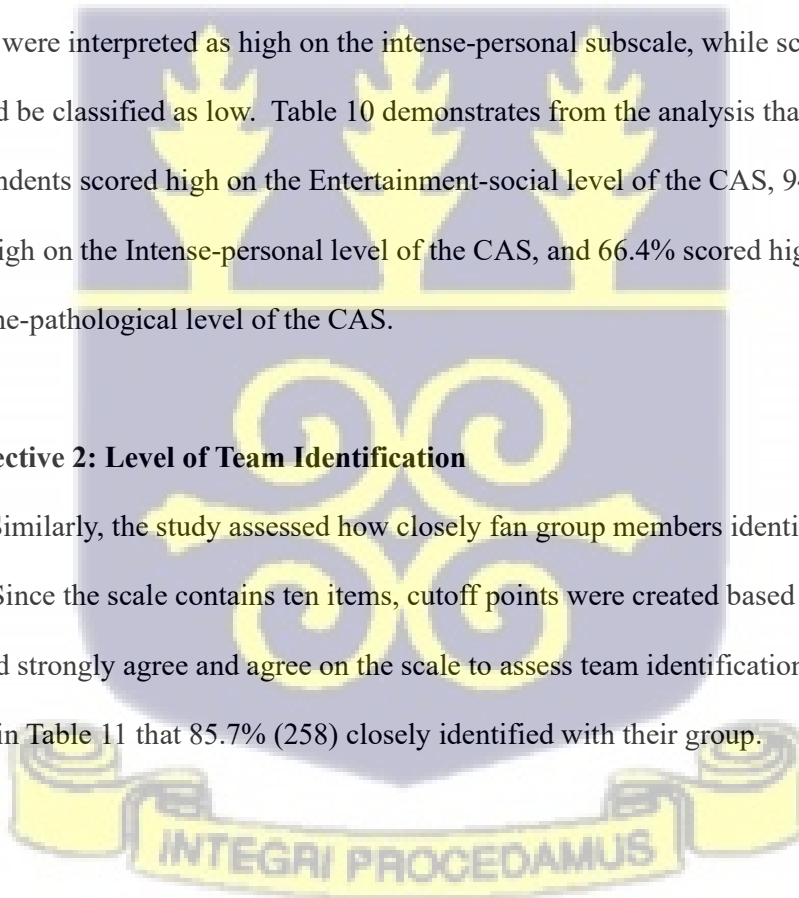 were interpreted as high on the intense-personal subscale, while sc
d be classified as low. Table 10 demonstrates from the analysis tha
ndents scored high on the Entertainment-social level of the CAS, 94
igh on the Intense-personal level of the CAS, and 66.4% scored hig
ne-pathological level of the CAS.
ective 2: Level of Team Identification
Similarly, the study assessed how closely fan group members identi
Since the scale contains ten items, cutoff points were created based
d strongly agree and agree on the scale to assess team identification
in Table 11 that 85.7% (258) closely identified with their group.
INTEGRI PROCEDAMUS